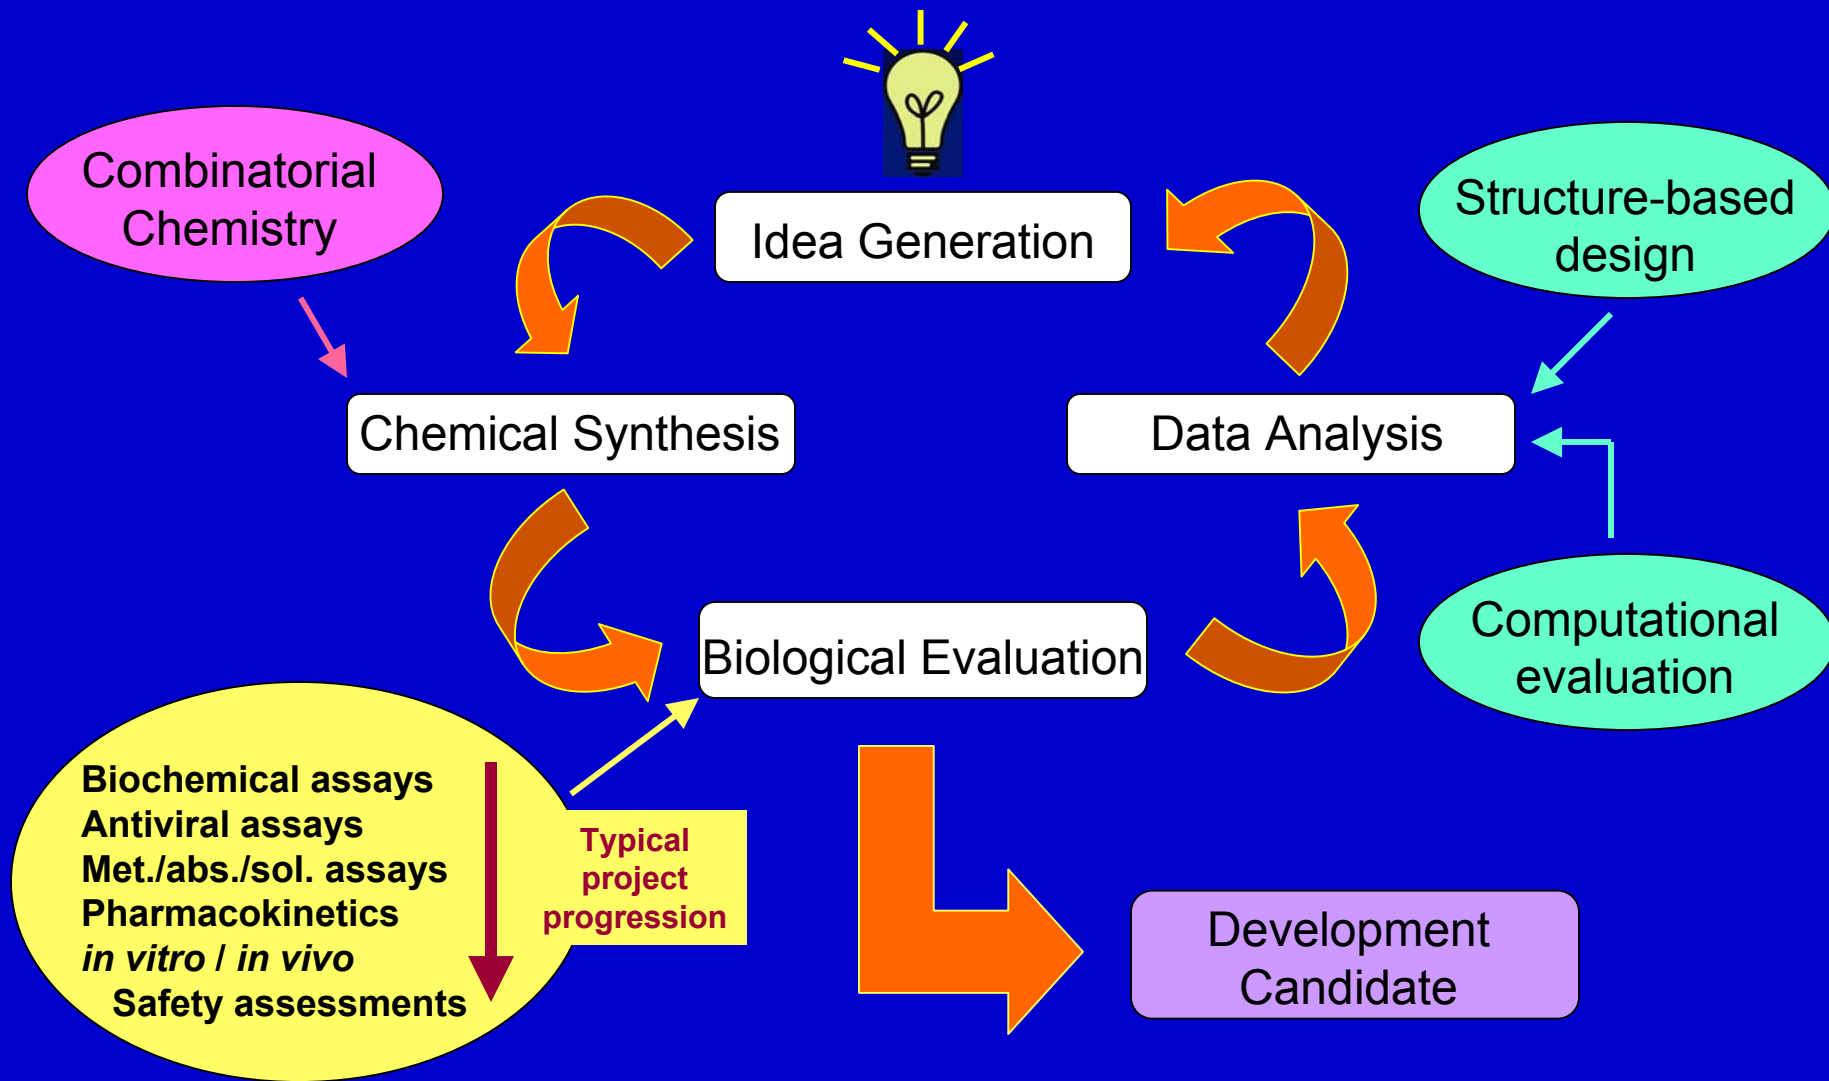 Combinatorial
Chemistry
Idea Generation
Structure-based
design
Chemical Synthesis
Data Analysis
Biological Evaluation
Computational
evaluation
Biochemical assays
Antiviral assays
Met./abs./sol. assays
Pharmacokinetics
in vitro / in vivo
Safety assessments
Typical
project
progression
Development
Candidate